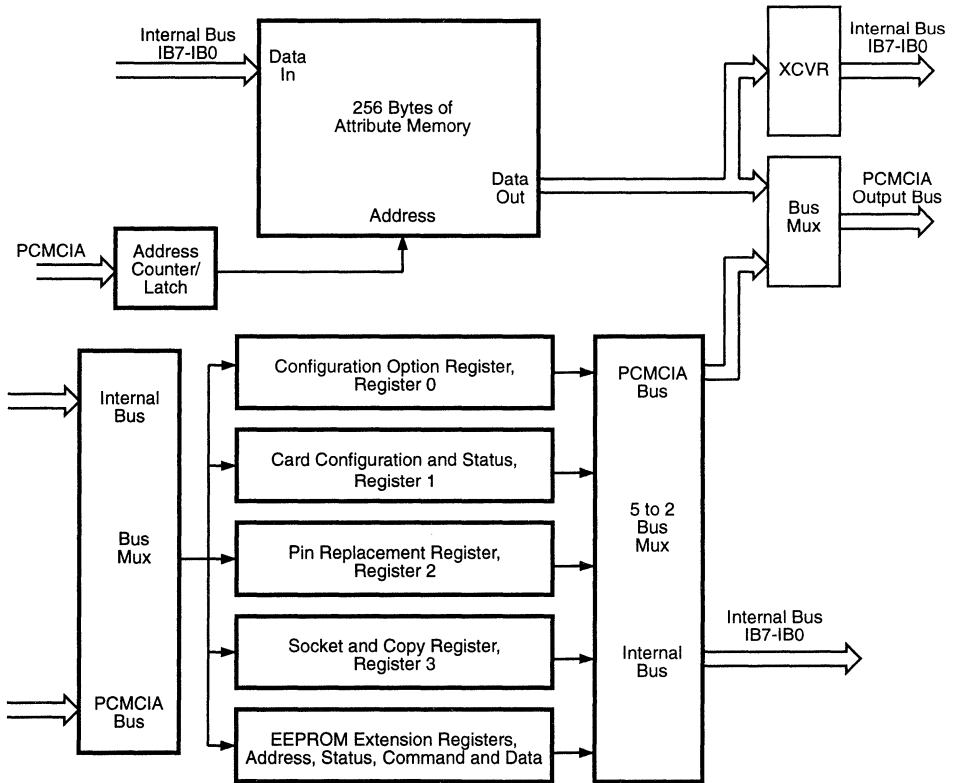 Internal Bus
IB7-IB0
Data
In
256 Bytes of
Attribute Memory
Data
Out
Address
XCVR
Internal Bus
IB7-IB0
Bus
Mux
PCMCIA
Output Bus
PCMCIA
Address
Counter/
Latch
Internal
Bus
Bus
Mux
PCMCIA
Bus
Configuration Option Register,
Register 0
Card Configuration and Status,
Register 1
Pin Replacement Register,
Register 2
Socket and Copy Register,
Register 3
EEPROM Extension Registers,
Address, Status, Command and Data
PCMCIA
Bus
5 to 2
Bus
Mux
Internal
Bus
Internal Bus
IB7-IB0